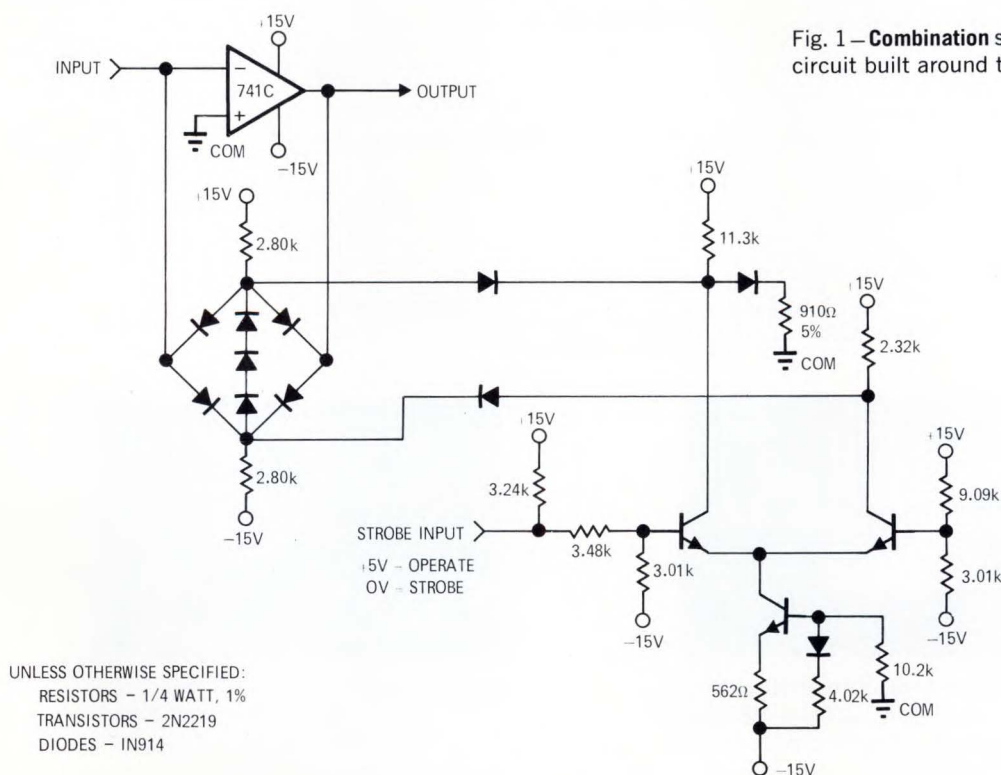 Fig. 1—Combination s
circuit built around t
+15V
INPUT
−
741C
+
OUTPUT
COM
−15V
+15V
2.80k
+15V
11.3k
910Ω
5%
COM
+15V
2.32k
2.80k
−15V
+15V
3.24k
STROBE INPUT
3.48k
+5V - OPERATE
0V - STROBE
3.01k
−15V
+15V
9.09k
3.01k
−15V
562Ω
4.02k
10.2k
COM
−15V
UNLESS OTHERWISE SPECIFIED:
RESISTORS - 1/4 WATT, 1%
TRANSISTORS - 2N2219
DIODES - IN914